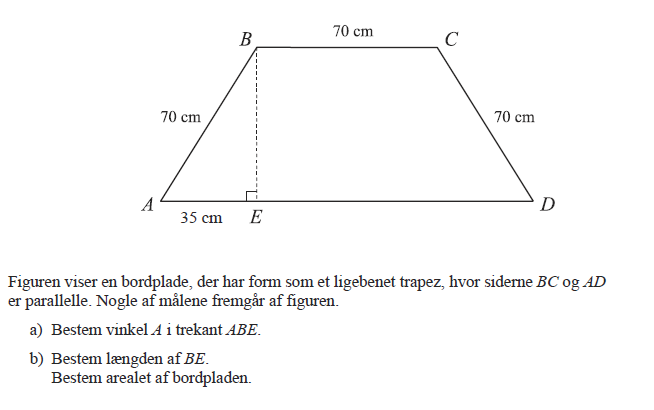 70 cm
B
C
70 cm
70 cm
A
D
35 cm
E
Figuren viser en bordplade, der har form som et ligebenet trapez, hvor siderne BC og AD
er parallelle. Nogle af målene fremgår af figuren.
a) Bestem vinkel A i trekant ABE.
b) Bestem længden af BE.
Bestem arealet af bordpladen.